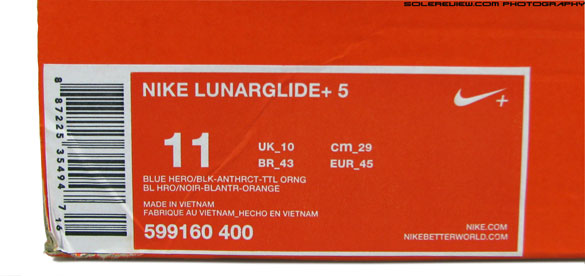 SOLEREVIEW.COM PHOTOGRAPHY
NIKE LUNARGLIDE+ 5
11
UK_10 cm_29
BR_43 EUR_45
BLUE HERO/BLK-ANTHRCT-TTL ORNG
BL HRO/NOIR-BLANTR-ORANGE
MADE IN VIETNAM
FABRIQUE AU VIETNAM_HECHO EN VIETNAM
599160 400
NIKE.COM
NIKEBETTERWORLD.COM
8 87225 35494 7 16